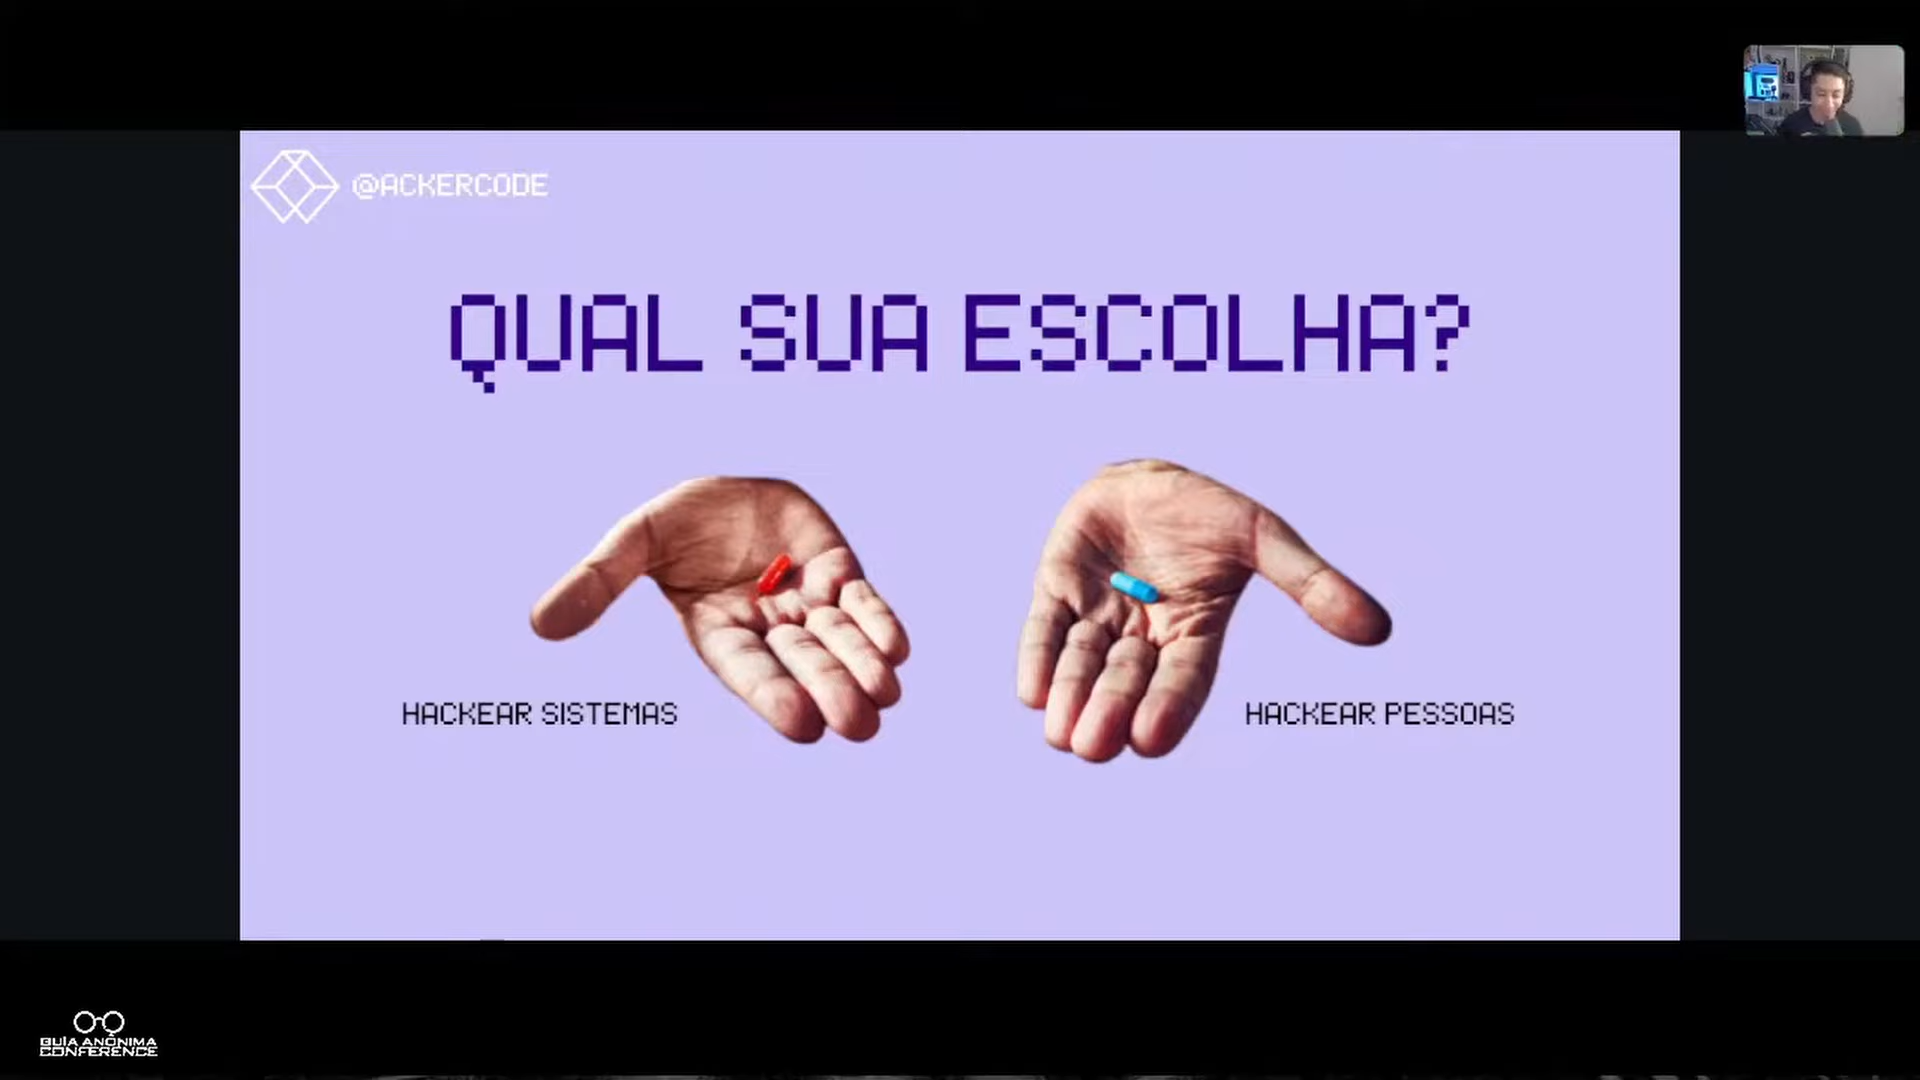 @ACKERCODE
QUAL SUA ESCOLHA?
HACKEAR SISTEMAS
HACKEAR PESSOAS
GUIA ANÔNIMA
CONFERENCE